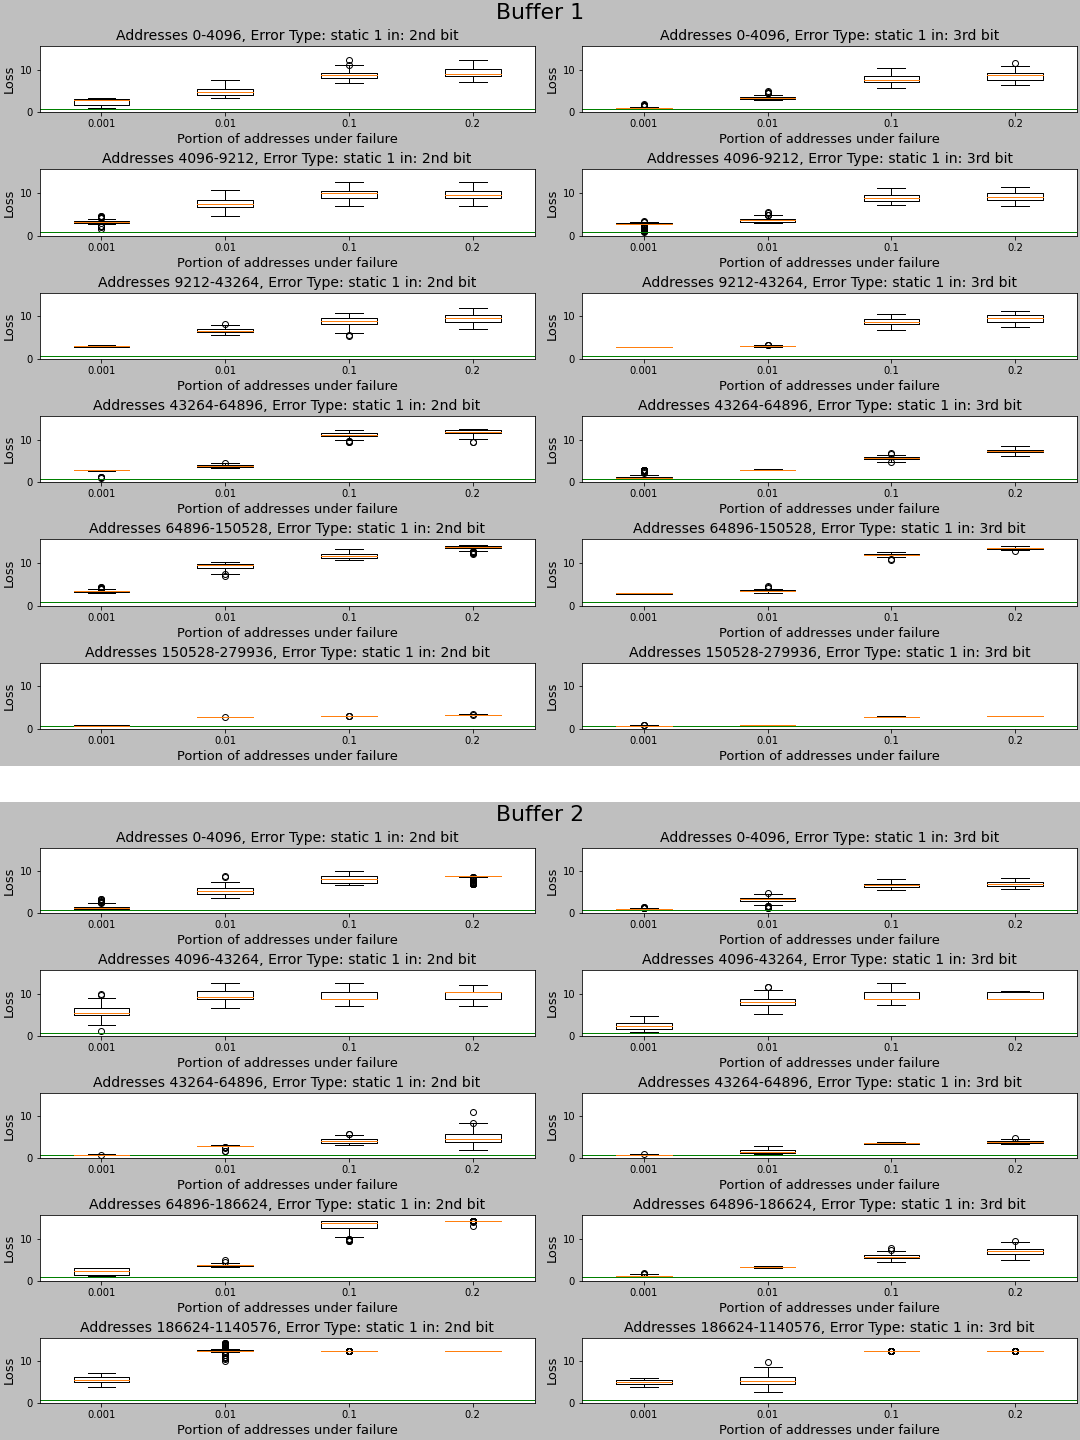 Buffer 1
Addresses 0-4096, Error Type: static 1 in: 2nd bit
Loss
10
0
0.001 0.01 0.1 0.2
Portion of addresses under failure
Addresses 0-4096, Error Type: static 1 in: 3rd bit
Loss
10
0
0.001 0.01 0.1 0.2
Portion of addresses under failure
Addresses 4096-9212, Error Type: static 1 in: 2nd bit
Loss
10
0
0.001 0.01 0.1 0.2
Portion of addresses under failure
Addresses 4096-9212, Error Type: static 1 in: 3rd bit
Loss
10
0
0.001 0.01 0.1 0.2
Portion of addresses under failure
Addresses 9212-43264, Error Type: static 1 in: 2nd bit
Loss
10
0
0.001 0.01 0.1 0.2
Portion of addresses under failure
Addresses 9212-43264, Error Type: static 1 in: 3rd bit
Loss
10
0
0.001 0.01 0.1 0.2
Portion of addresses under failure
Addresses 43264-64896, Error Type: static 1 in: 2nd bit
Loss
10
0
0.001 0.01 0.1 0.2
Portion of addresses under failure
Addresses 43264-64896, Error Type: static 1 in: 3rd bit
Loss
10
0
0.001 0.01 0.1 0.2
Portion of addresses under failure
Addresses 64896-150528, Error Type: static 1 in: 2nd bit
Loss
10
0
0.001 0.01 0.1 0.2
Portion of addresses under failure
Addresses 64896-150528, Error Type: static 1 in: 3rd bit
Loss
10
0
0.001 0.01 0.1 0.2
Portion of addresses under failure
Addresses 150528-279936, Error Type: static 1 in: 2nd bit
Loss
10
0
0.001 0.01 0.1 0.2
Portion of addresses under failure
Addresses 150528-279936, Error Type: static 1 in: 3rd bit
Loss
10
0
0.001 0.01 0.1 0.2
Portion of addresses under failure
Buffer 2
Addresses 0-4096, Error Type: static 1 in: 2nd bit
Loss
10
0
0.001 0.01 0.1 0.2
Portion of addresses under failure
Addresses 0-4096, Error Type: static 1 in: 3rd bit
Loss
10
0
0.001 0.01 0.1 0.2
Portion of addresses under failure
Addresses 4096-43264, Error Type: static 1 in: 2nd bit
Loss
10
0
0.001 0.01 0.1 0.2
Portion of addresses under failure
Addresses 4096-43264, Error Type: static 1 in: 3rd bit
Loss
10
0
0.001 0.01 0.1 0.2
Portion of addresses under failure
Addresses 43264-64896, Error Type: static 1 in: 2nd bit
Loss
10
0
0.001 0.01 0.1 0.2
Portion of addresses under failure
Addresses 43264-64896, Error Type: static 1 in: 3rd bit
Loss
10
0
0.001 0.01 0.1 0.2
Portion of addresses under failure
Addresses 64896-186624, Error Type: static 1 in: 2nd bit
Loss
10
0
0.001 0.01 0.1 0.2
Portion of addresses under failure
Addresses 64896-186624, Error Type: static 1 in: 3rd bit
Loss
10
0
0.001 0.01 0.1 0.2
Portion of addresses under failure
Addresses 186624-1140576, Error Type: static 1 in: 2nd bit
Loss
10
0
0.001 0.01 0.1 0.2
Portion of addresses under failure
Addresses 186624-1140576, Error Type: static 1 in: 3rd bit
Loss
10
0
0.001 0.01 0.1 0.2
Portion of addresses under failure